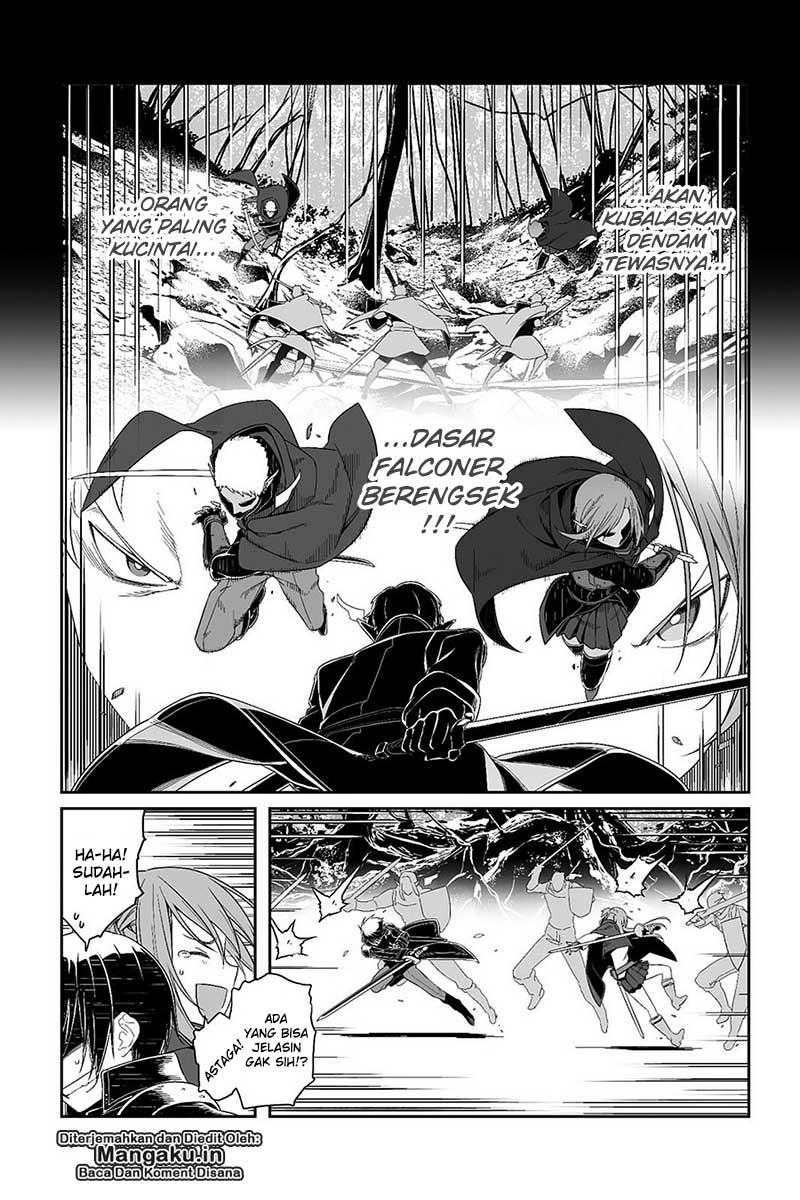 ...AKAN
KUBALASKAN
DENDAM
TEWASNYA...
...ORANG
YANG PALING
KUCINTAI...
...DASAR
FALCONER
BERENGSEK
!!!
ADA
YANG BISA
JELASIN
GAK SIH!?
ASTAGA!
HA-HA!
SUDAH-
LAH!
Diterjemahkan dan Diedit Oleh:
Mangaku.in
Baca Dan Koment Disana